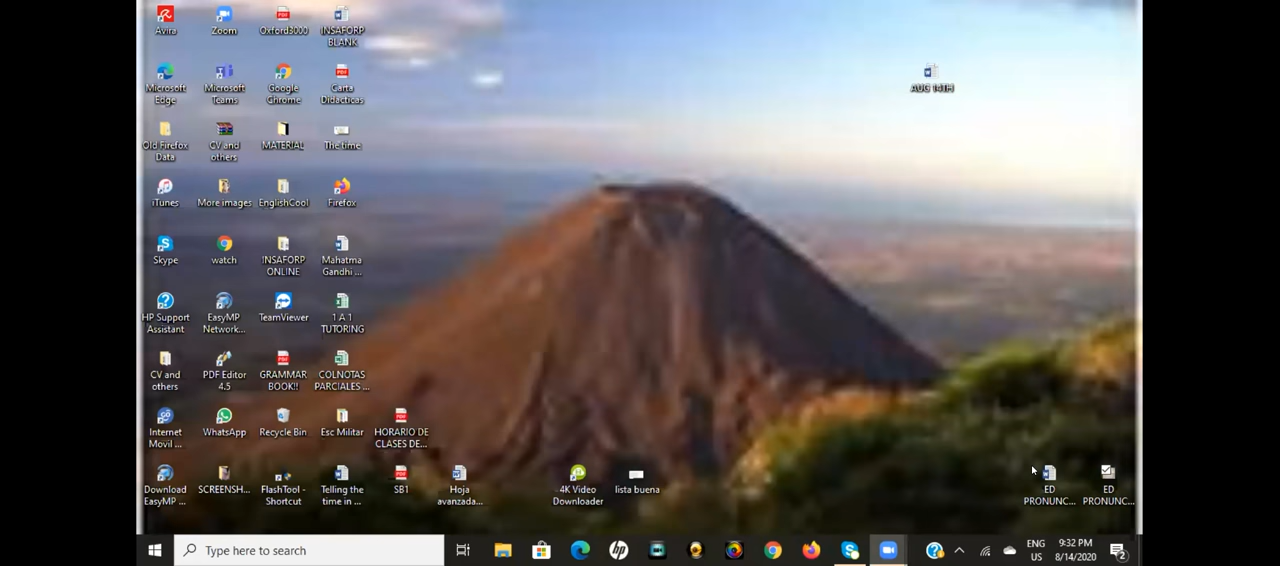 Avira
Zoom
Oxford3000
INSAFORP
BLANK
AUG 14TH
Microsoft
Edge
Microsoft
Teams
Google
Chrome
Carta
Didacticas
Old Firefox
Data
CV and
others
MATERIAL
The time
iTunes
More images
EnglishCool
Firefox
Skype
watch
INSAFORP
ONLINE
Mahatma
Gandhi ...
HP Support
Assistant
EasyMP
Network...
TeamViewer
1 A 1
TUTORING
CV and
others
PDF Editor
4.5
GRAMMAR
BOOK!!
COLNOTAS
PARCIALES ...
Internet
Movil ...
WhatsApp
Recycle Bin
Esc Militar
HORARIO DE
CLASES DE...
Download
EasyMP ...
SCREENSH...
FlashTool -
Shortcut
Telling the
time in ...
SB1
Hoja
avanzada...
4K Video
Downloader
lista buena
ED
PRONUNC...
ED
PRONUNC...
Type here to search
ENG
US
9:32 PM
8/14/2020
2